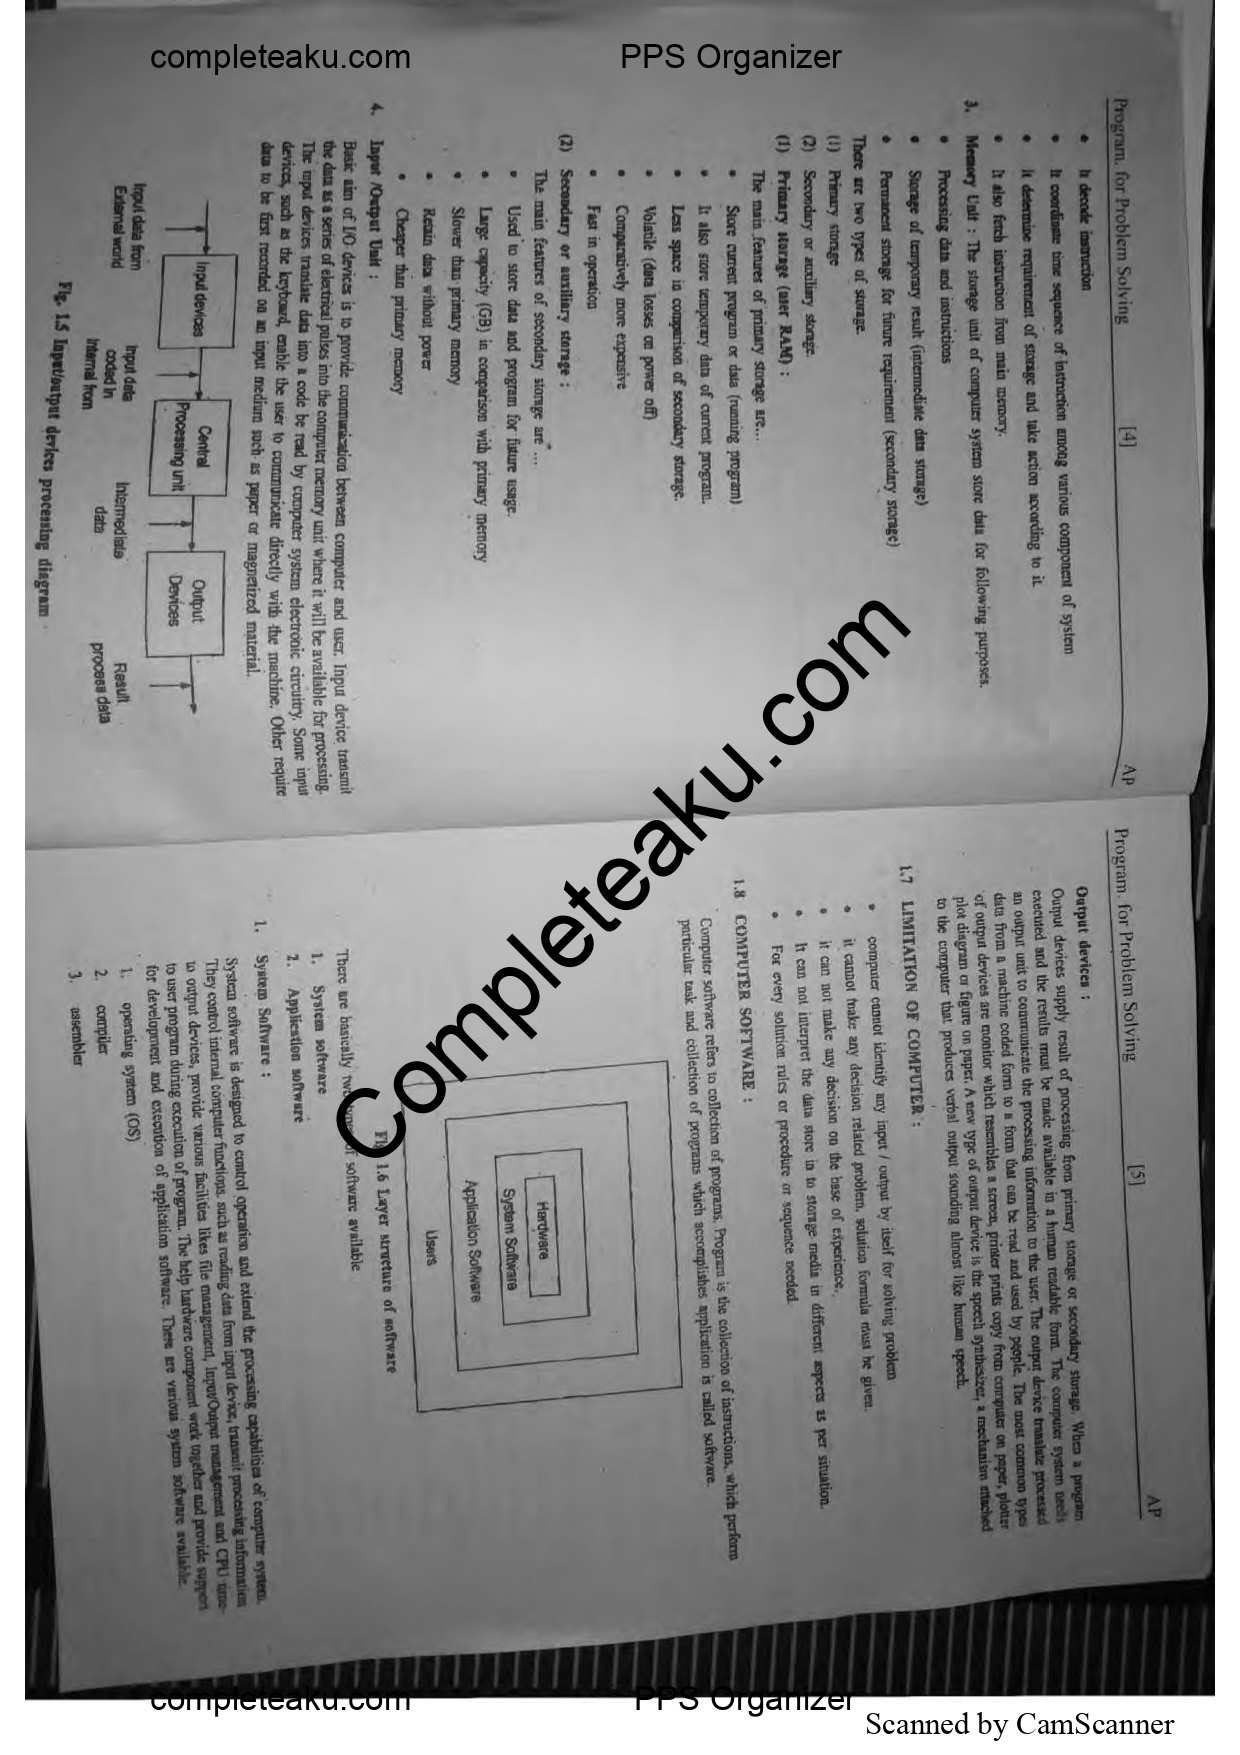 completeaku.com PPS Organizer
Program. for Problem Solving [4] AP
• It decode instruction
• It coordinate time sequence of instruction among various component of system
• It determine requirement of storage and take action according to it.
• It also fetch instruction from main memory.
3. Memory Unit : The storage unit of computer system store data for following purposes.
• Processing data and instructions
• Storage of temporary result (intermediate data storage)
• Permanent storage for future requirement (secondary storage)
There are two types of storage.
(1) Primary storage
(2) Secondary or auxiliary storage.
(1) Primary storage (uter RAM) :
The main features of primary storage are...
• Store current program or data (running program)
• It also store temporary data of current program.
• Less space in comparison of secondary storage.
• Volatile (data losses on power off)
• Comparatively more expensive
• Fast in operation
(2) Secondary or auxiliary storage :
The main features of secondary storage are ...
• Used to store data and program for future usage.
• Large capacity (GB) in comparison with primary memory
• Slower than primary memory
• Retain data without power
• Cheaper than primary memory
4. Input /Output Unit :
Basic aim of I/O devices is to provide communication between computer and user. Input device transmit
the data as a series of electrical pulses into the computer memory unit where it will be available for processing.
The input devices translate data into a code be read by computer system electronic circuitry. Some input
devices, such as the keyboard, enable the user to communicate directly with the machine. Other require
data to be first recorded on an input medium such as paper or magnetized material.
Input devices
Central
Processing unit
Output
Devices
Input data from
External world
Input data
coded in
Internal from
Intermediate
data
Result
process data
Fig. 1.5 Input/output devices processing diagram
Program. for Problem Solving [5] AP
Output devices :
Output devices supply result of processing from primary storage or secondary storage. When a program
executed and the results must be made available in a human readable form. The computer system needs
an output unit to communicate the processing information to the user. The output device translate processed
data from a machine coded form to a form that can be read and used by people. The most common types
of output devices are monitor which resembles a screen, printer prints copy from computer on paper, plotter
plot diagram or figure on paper. A new type of output device is the speech synthesizer, a mechanism attached
to the computer that produces verbal output sounding almost like human speech.
1.7 LIMITATION OF COMPUTER :
• computer cannot identify any input / output by itself for solving problem
• it cannot make any decision related problem, solution formula must be given.
• it can not make any decision on the base of experience.
• It can not interpret the data store in to storage media in different aspects as per situation.
• For every solution rules or procedure or sequence needed.
1.8 COMPUTER SOFTWARE :
Computer software refers to collection of programs. Program is the collection of instructions, which perform
particular task and collection of programs which accomplishes application is called software.
Hardware
System Software
Application Software
Users
Fig. 1.6 Layer structure of software
There are basically two types of software available
1. System software
2. Application software
1. System Software :
System software is designed to control operation and extend the processing capabilities of computer system.
They control internal computer functions, such as reading data from input device, transmit processing information
to output devices, provide various facilities likes file management, Input/Output management and CPU time-
to user program during execution of program. The help hardware component work together and provide support
for development and execution of application software. There are various system software available.
1. operating system (OS)
2. compiler
3. assembler
Completeaku.com
completeaku.com PPS Organizer
Scanned by CamScanner